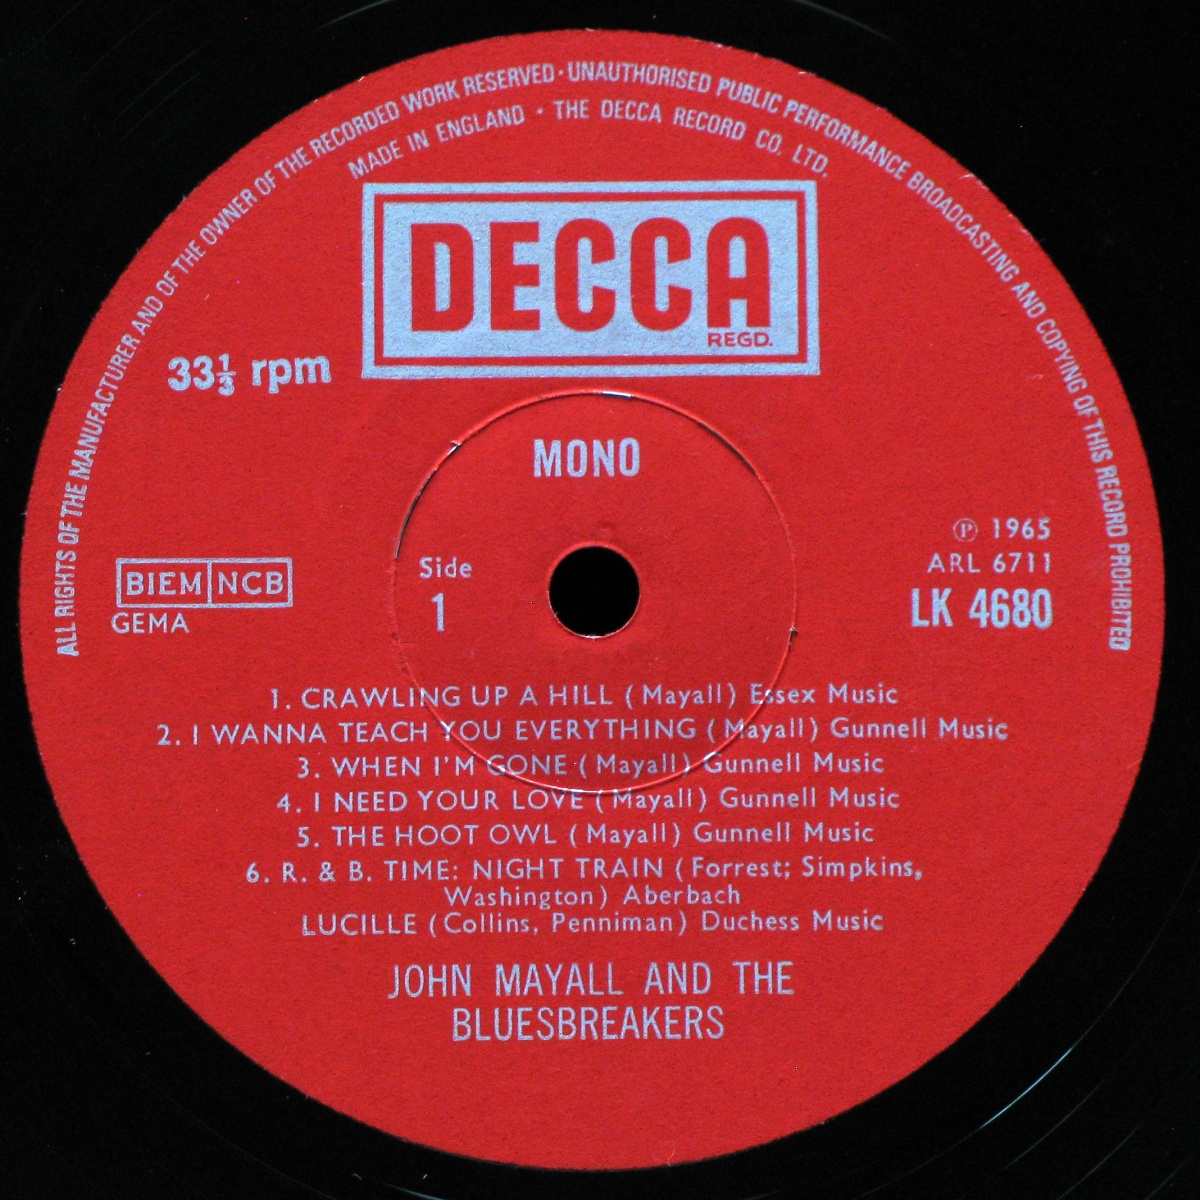 ALL RIGHTS OF THE MANUFACTURER AND OF THE OWNER OF THE RECORDED WORK RESERVED · UNAUTHORISED PUBLIC PERFORMANCE BROADCASTING AND COPYING OF THIS RECORD PROHIBITED
MADE IN ENGLAND · THE DECCA RECORD CO. LTD.
DECCA
REGD.
33⅓ rpm
MONO
℗ 1965
ARL 6711
LK 4680
BIEM NCB
GEMA
Side
1
1. CRAWLING UP A HILL (Mayall) Essex Music
2. I WANNA TEACH YOU EVERYTHING (Mayall) Gunnell Music
3. WHEN I'M GONE (Mayall) Gunnell Music
4. I NEED YOUR LOVE (Mayall) Gunnell Music
5. THE HOOT OWL (Mayall) Gunnell Music
6. R. & B. TIME: NIGHT TRAIN (Forrest; Simpkins,
Washington) Aberbach
LUCILLE (Collins, Penniman) Duchess Music
JOHN MAYALL AND THE
BLUESBREAKERS